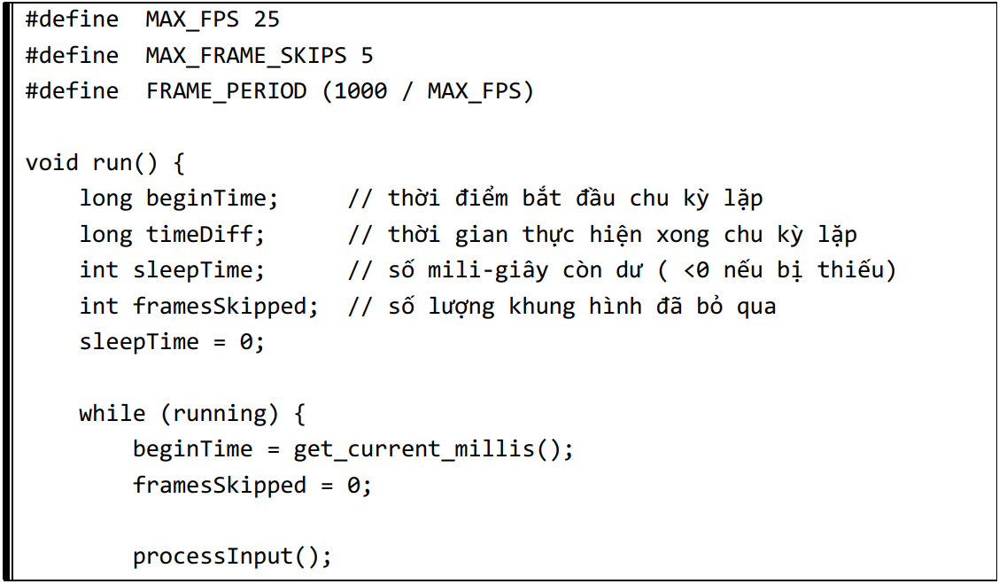 #define  MAX_FPS 25
#define  MAX_FRAME_SKIPS 5
#define  FRAME_PERIOD (1000 / MAX_FPS)
void run() {
    long beginTime;     // thời điểm bắt đầu chu kỳ lặp
    long timeDiff;      // thời gian thực hiện xong chu kỳ lặp
    int sleepTime;      // số mili-giây còn dư ( <0 nếu bị thiếu)
    int framesSkipped;  // số lượng khung hình đã bỏ qua
    sleepTime = 0;
    while (running) {
        beginTime = get_current_millis();
        framesSkipped = 0;
        processInput();